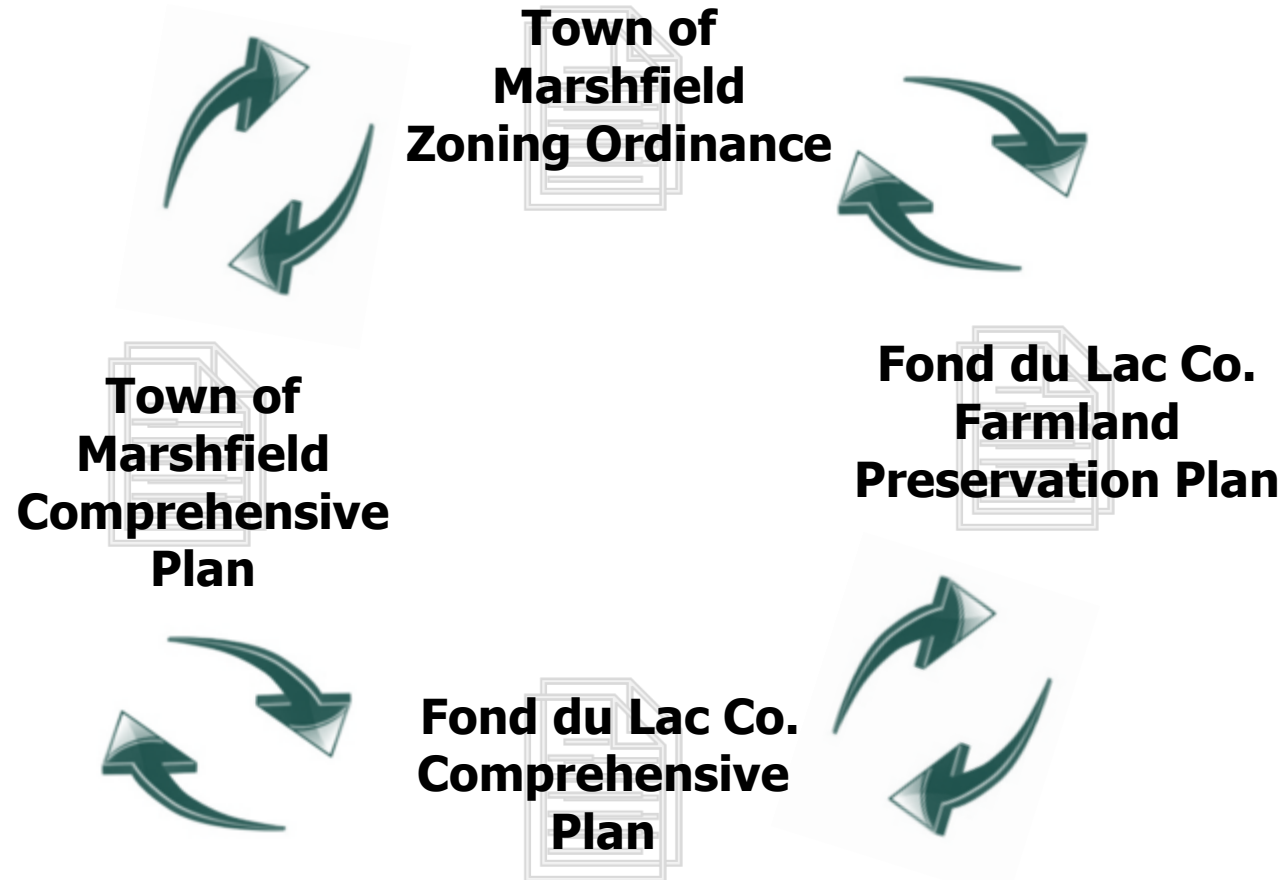 Town of
Marshfield
Zoning Ordinance
Fond du Lac Co.
Farmland
Preservation Plan
Town of
Marshfield
Comprehensive
Plan
Fond du Lac Co.
Comprehensive
Plan